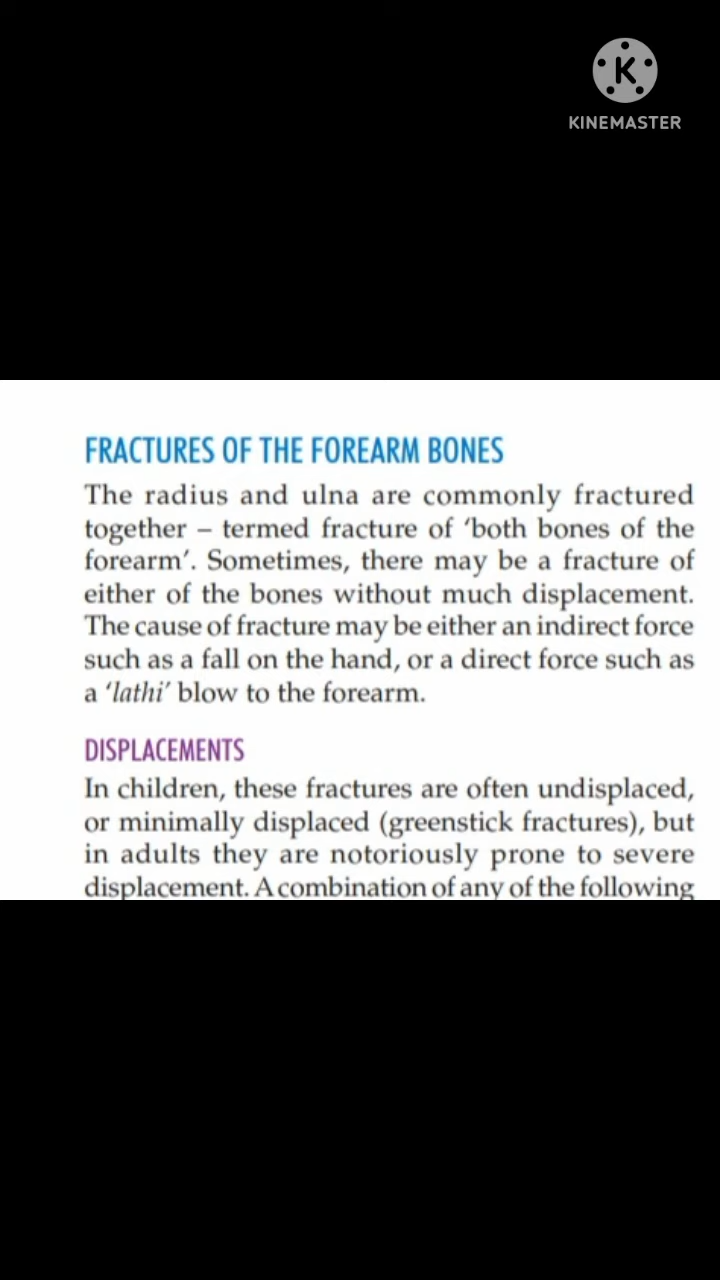 K
KINEMASTER
FRACTURES OF THE FOREARM BONES
The radius and ulna are commonly fractured
together – termed fracture of ‘both bones of the
forearm’. Sometimes, there may be a fracture of
either of the bones without much displacement.
The cause of fracture may be either an indirect force
such as a fall on the hand, or a direct force such as
a ‘lathi’ blow to the forearm.
DISPLACEMENTS
In children, these fractures are often undisplaced,
or minimally displaced (greenstick fractures), but
in adults they are notoriously prone to severe
displacement. A combination of any of the following